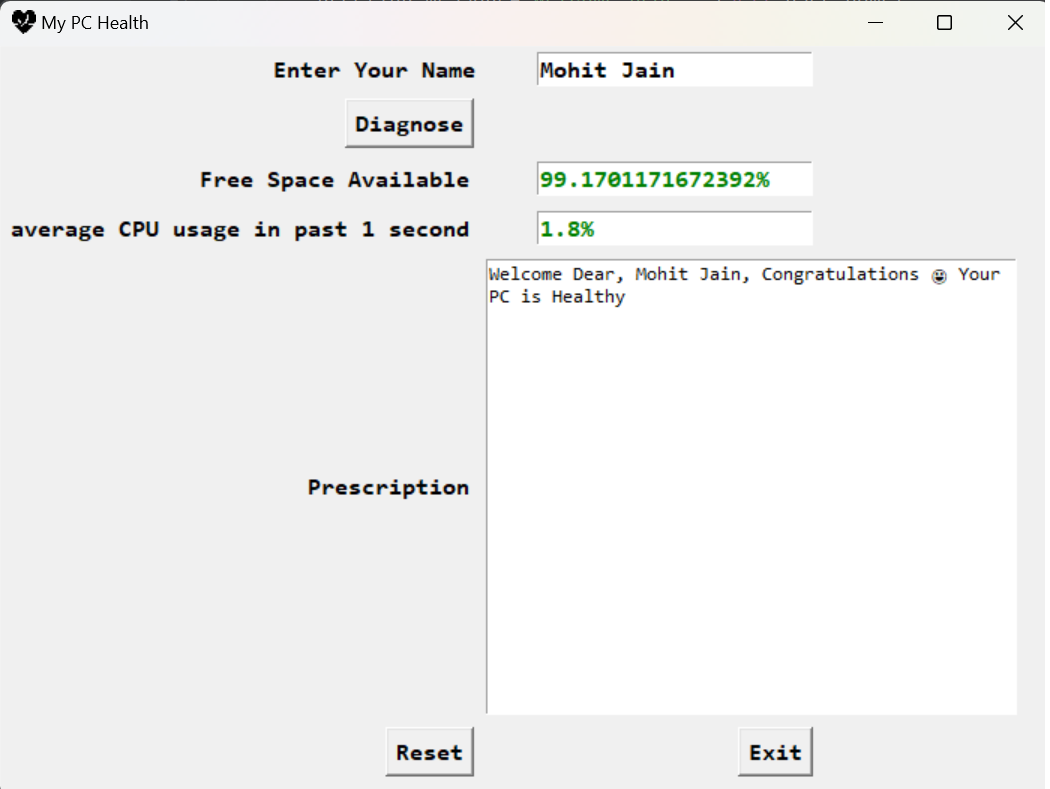 My PC Health
Enter Your Name Mohit Jain
Diagnose
Free Space Available 99.1701171672392%
average CPU usage in past 1 second 1.8%
Welcome Dear, Mohit Jain, Congratulations 😀 Your
PC is Healthy
Prescription
Reset Exit